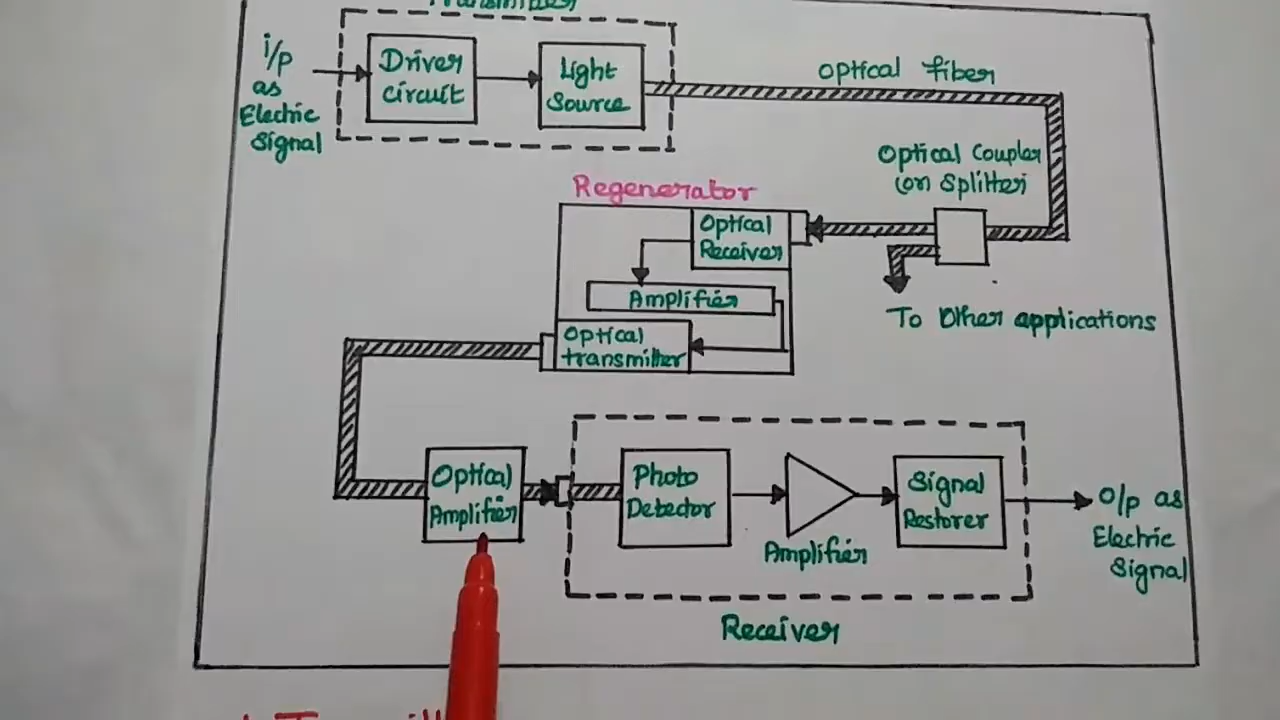 Transmitter
i/p
as
Electric
Signal
Driver
circuit
Light
Source
Optical fiber
Optical Coupler
(or) Splitter
Regenerator
Optical
Receiver
Amplifier
Optical
transmitter
To Other applications
Optical
Amplifier
Photo
Detector
Amplifier
Signal
Restorer
O/p as
Electric
Signal
Receiver